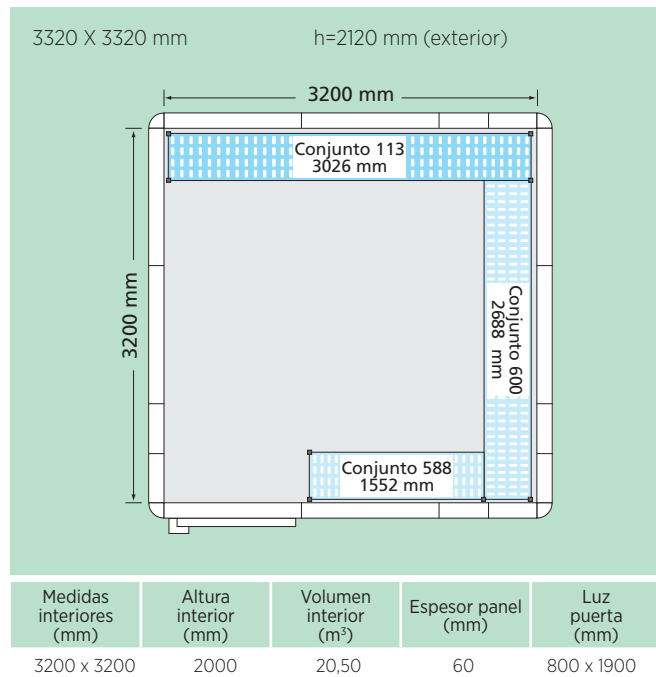 3320 X 3320 mm
h=2120 mm (exterior)
3200 mm
Conjunto 113
3026 mm
3200 mm
Conjunto 600
2688 mm
Conjunto 588
1552 mm
Medidas interiores (mm)
Altura interior (mm)
Volumen interior (m³)
Espesor panel (mm)
Luz puerta (mm)
3200 x 3200
2000
20,50
60
800 x 1900